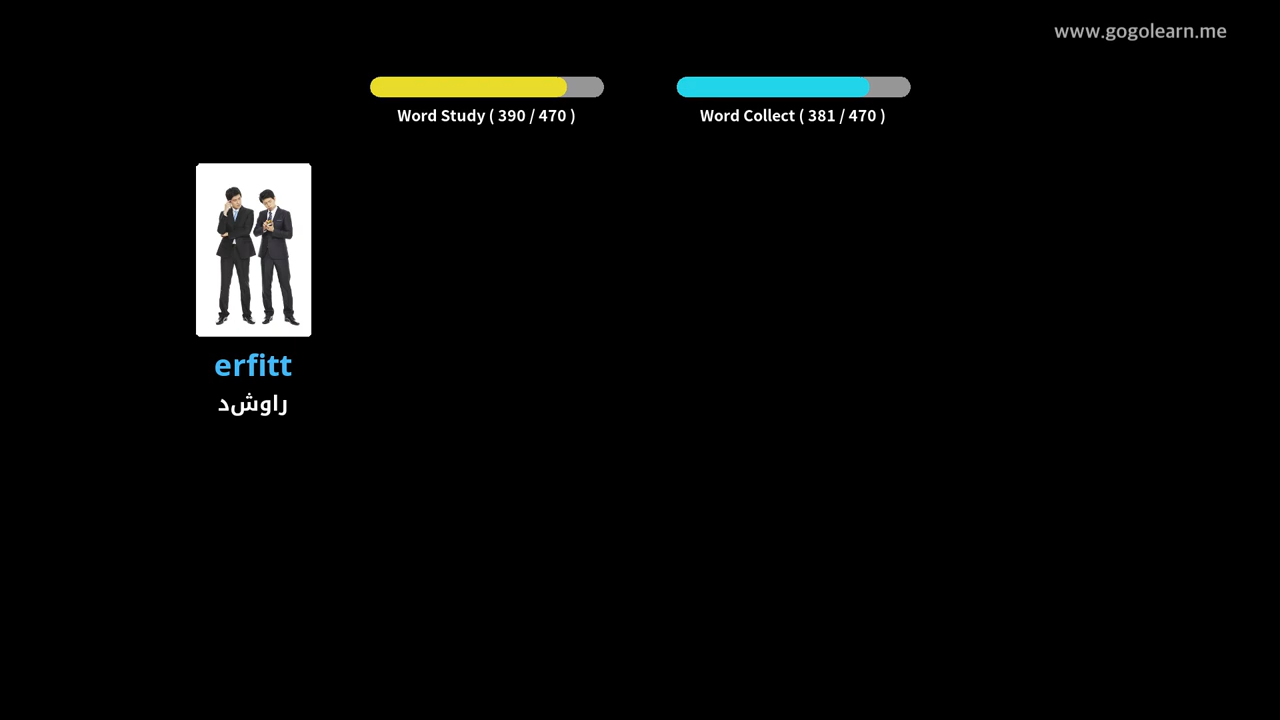 www.gogolearn.me
Word Study ( 390 / 470 )
Word Collect ( 381 / 470 )
erfitt
راوشد